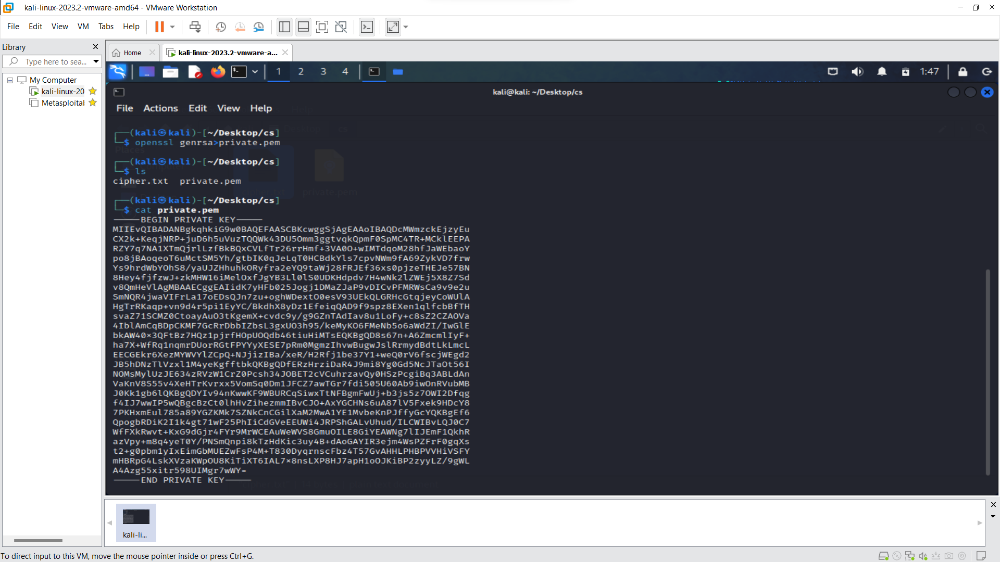 kali-linux-2023.2-vmware-amd64 - VMware Workstation
File Edit View VM Tabs Help
Library
Type here to sea...
My Computer
kali-linux-20
Metasploital
Home
kali-linux-2023.2-vmware-a...
1 2 3 4
1:47
kali@kali: ~/Desktop/cs
File Actions Edit View Help
(kali㉿kali)-[~/Desktop/cs]
$ openssl genrsa>private.pem
(kali㉿kali)-[~/Desktop/cs]
$ ls
cipher.txt private.pem
(kali㉿kali)-[~/Desktop/cs]
$ cat private.pem
-----BEGIN PRIVATE KEY-----
MIIEvQIBADANBgkqhkiG9w0BAQEFAASCBKcwggSjAgEAAoIBAQDcMWmzckEjzyEu
CX2k+KeqjNRP+juD6h5uVuzTQQWk43DU5Omm3ggtvqkQpmF0SpMC4TR+MCklEEPA
RZY7q7NA1XTmQjrlLzfBkBQxCVLfTr26rrHmf+3VA0O+wIMTdqoM28hfJaWEbaoY
po8jBAoqeoT6uMctSM5Yh/gtbIK0qJeLqT0HCBdkYls7cpvNWm9fA69ZykVD7frw
Ys9hrdWbYOhS8/yaUJZHhuhkORyfra2eYQ9taWj28FRJEf36xs0pjzeTHEJe57BN
8Hey4fjfzwJ+zkMHW16iMelOxfJgYB3Ll0lS0UDKHdpdv7H4wNk2lZWEj5X8Z7Sd
v8QmHeVlAgMBAAECggEAIidK7yHFb025Jogj1DMaZJaP9vDICvPFMRWsCa9v9e2u
SmNQR4jwaVIFrLa17oEDsQJn7zu+oghWDextO0esV93UEkQLGRHcGtqjeyCoWUlA
HgTrRKaqp+vn9d4r5pi1EyYC/BkdhX8yDz1EfeiqQAD9f9spz8EXen1qlfcbBfTH
svaZ71SCMZ0CtoayAuO3tKgemX+cvdc9y/g9GZnTAdIav8u1LoFy+c8sZ2CZAOVa
4IblAmCqBDpCKMF7GcRrDbbIZbsL3gxUO3h95/keMyKO6FMeNb5o6aWdZI/IwGlE
bkAW40×3QFtBz7HQz1pjrfHOpUOQdb46tiuHiMTsEQKBgQD8s67n+A6ZmcmlIyF+
ha7X+WfRq1nqmrDUorRGtFPYYyXESE7pRm0MgmzIhvwBugwJslRrmydBdtLkLmcL
EECGEkr6XezMYWVYlZCpQ+NJjizIBa/xeR/H2Rfj1be37Y1+weQ0rV6fscjWEgd2
JB5hDNzTlVzxl1M4yeKgfftbkQKBgQDfERzHrziDaR4J9mi8Yg0Gd5NcJTaOt56I
NOMsMylUzJE634zRVzW1CrZ0Pcsh34JOBET2cVCuhrzavQy0HSzPcgiBq3ABLdAn
VaKnV8S55v4XeHTrKvrxx5VomSq0Dm1JFCZ7awTGr7fdi505U60Ab9iwOnRVubMB
J0Kk1gb6lQKBgQDYIv94nKwwKF9WBURCqSiwxTtNFBgmFwUj+b3js5z7OWI2Dfqg
f4IJ7wwIP5wQBgcBzCt0lhHvZihezmmIBvCJO+AxYGCHNs6uA87lV5Fxek9HDcY8
7PKHxmEul785a89YGZKMk7SZNkCnCGilXaM2MwA1YE1MvbeKnPJffyGcYQKBgEf6
QpogbRDiK2I1k4gt71wF25PhIiCdGVeEEUWi4JRPShGALvUhud/ILCWIBvLQJ0C7
WfFXkRwvt+KxG9dGjr4FYr9MrWCEAuWeWVS8GmuOILE8GiYEAWNg7lIJEmF1QkhR
azVpy+m8q4yeT0Y/PNSmQnpi8kTzHdKic3uy4B+dAoGAYIR3ejm4WsPZFrF0gqXs
t2+g0pbm1yIxEimGbMUEZwFsP4M+T830DyqrnscFbz4T57GvAHHLPHBPVVHiVSFY
mHBRpG4LskXVzaKWpOU8KiTiXT6IAL7×8nsLXP8HJ7apH1oOJKiBP2zyyLZ/9gWL
A4Azg55xitr598UIMgr7wWY=
-----END PRIVATE KEY-----
kali-li...
To direct input to this VM, move the mouse pointer inside or press Ctrl+G.